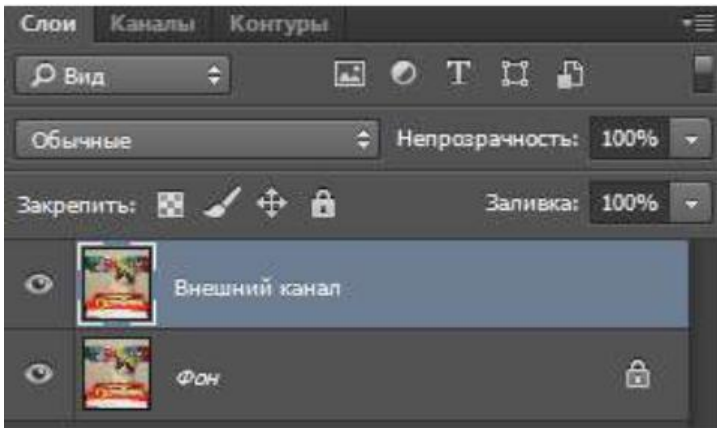 Слои Каналы Контуры
Вид T
Обычные Непрозрачность: 100%
Закрепить: Заливка: 100%
Внешний канал
Фон